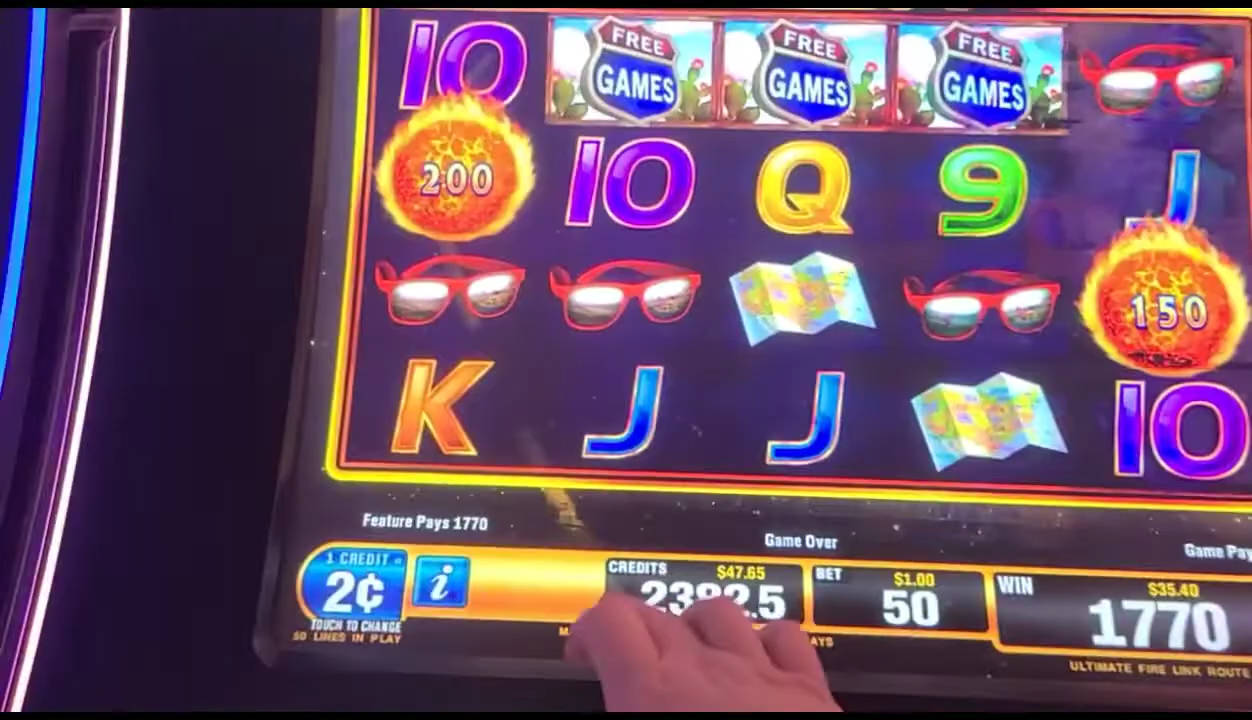 10 FREE GAMES FREE GAMES FREE GAMES
200 10 Q 9 J
150
K J J 10
Feature Pays 1770
Game Over
Game Pay
1 CREDIT =
2¢
TOUCH TO CHANGE
50 LINES IN PLAY
i
CREDITS $47.65
2382.5
BET $1.00
50
WIN $35.40
1770
ULTIMATE FIRE LINK ROUTE